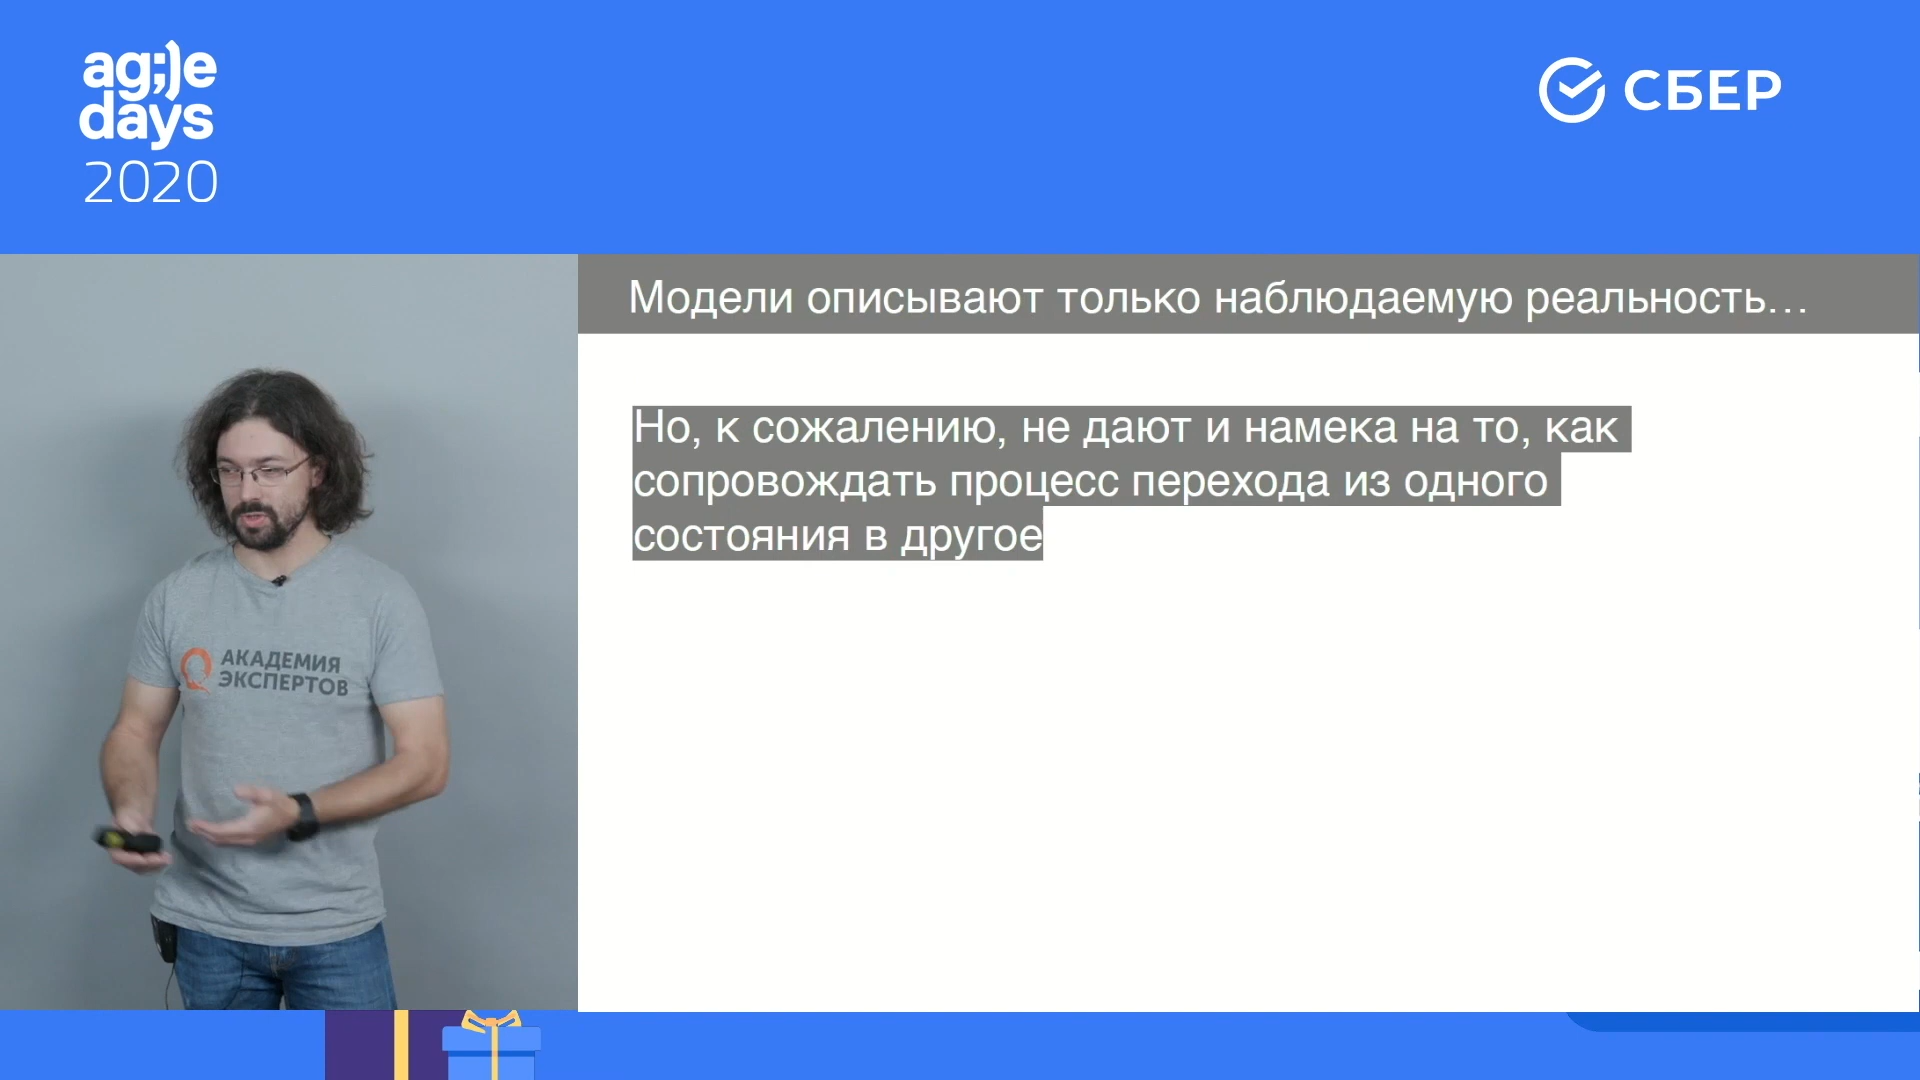 ag;le
days
2020
СБЕР
Модели описывают только наблюдаемую реальность…
Но, к сожалению, не дают и намека на то, как
сопровождать процесс перехода из одного
состояния в другое
АКАДЕМИЯ
ЭКСПЕРТОВ